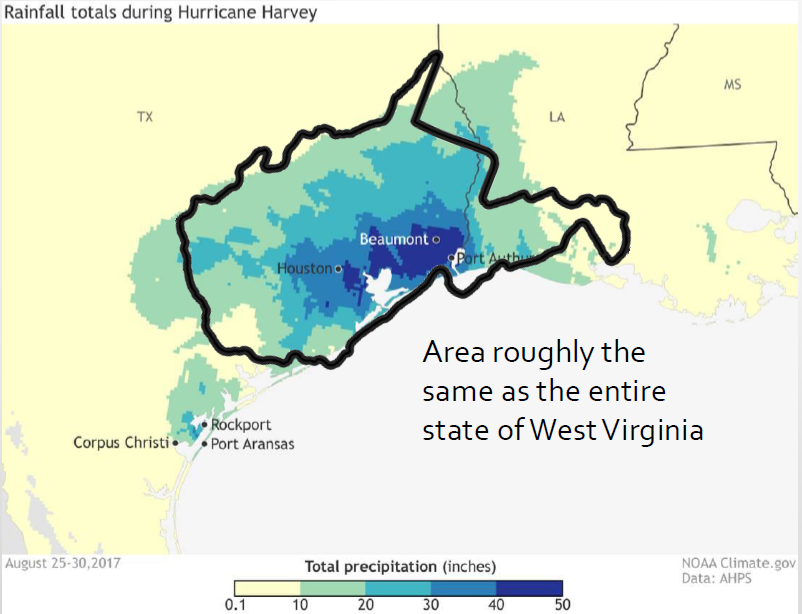 Rainfall totals during Hurricane Harvey
TX
LA
MS
Beaumont
Houston
Port Arthur
Area roughly the
same as the entire
state of West Virginia
Rockport
Corpus Christi
Port Aransas
August 25-30,2017
Total precipitation (inches)
NOAA Climate.gov
Data: AHPS
0.1 10 20 30 40 50